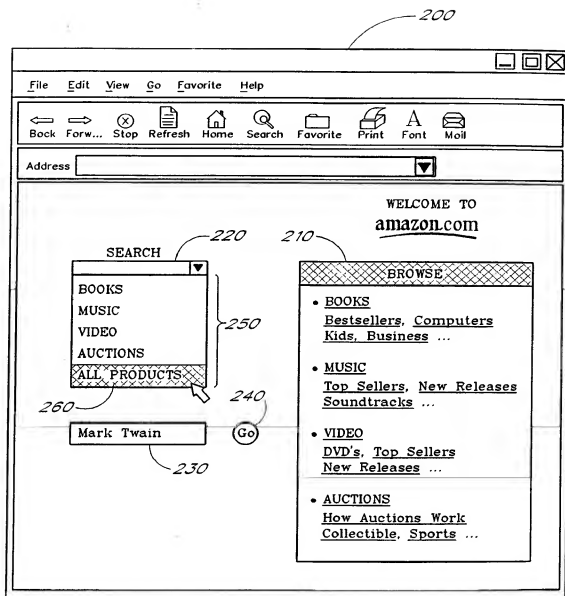 200
File Edit View Go Favorite Help
Back Forw... Stop Refresh Home Search Favorite Print Font Mail
Address
WELCOME TO
amazon.com
SEARCH
220
210
BROWSE
BOOKS
MUSIC
VIDEO
AUCTIONS
ALL PRODUCTS
250
260
240
Mark Twain
Go
230
• BOOKS
Bestsellers, Computers
Kids, Business ...
• MUSIC
Top Sellers, New Releases
Soundtracks ...
• VIDEO
DVD's, Top Sellers
New Releases ...
• AUCTIONS
How Auctions Work
Collectible, Sports ...